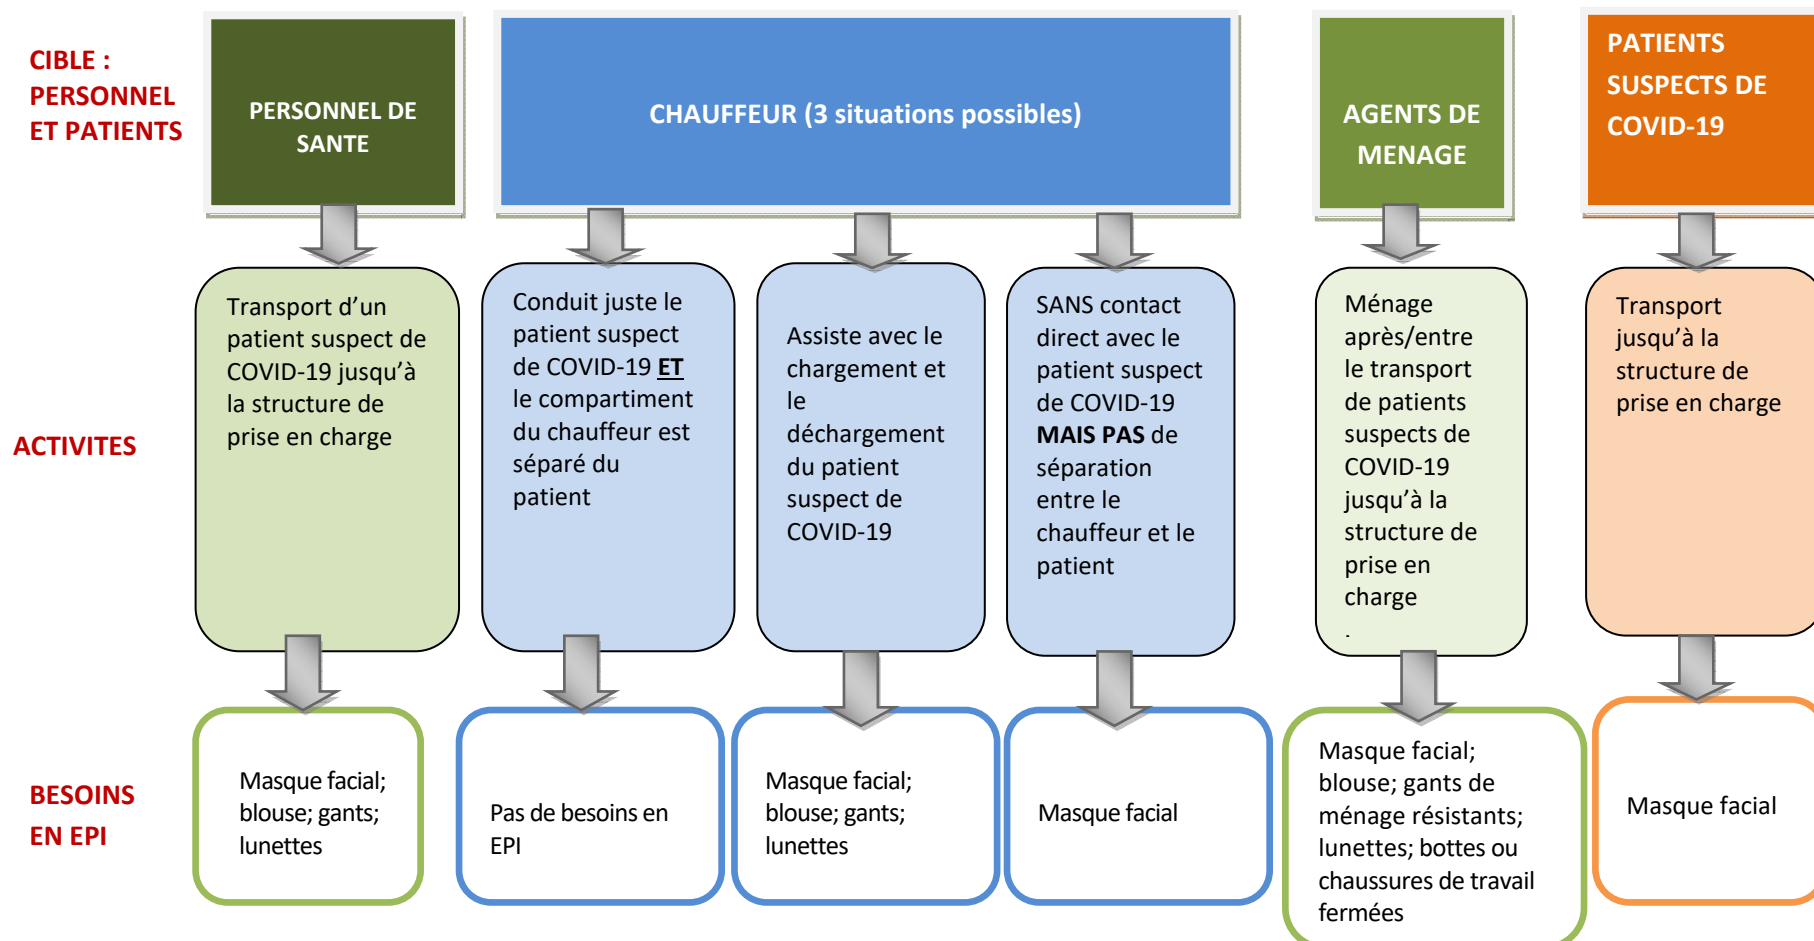 CIBLE :
PERSONNEL
ET PATIENTS
PERSONNEL DE
SANTE
CHAUFFEUR (3 situations possibles)
AGENTS DE
MENAGE
PATIENTS
SUSPECTS DE
COVID-19
ACTIVITES
Transport d’un
patient suspect de
COVID-19 jusqu’à
la structure de
prise en charge
Conduit juste le
patient suspect
de COVID-19 ET
le compartiment
du chauffeur est
séparé du
patient
Assiste avec le
chargement et
le
déchargement
du patient
suspect de
COVID-19
SANS contact
direct avec le
patient suspect
de COVID-19
MAIS PAS de
séparation
entre le
chauffeur et le
patient
Ménage
après/entre
le transport
de patients
suspects de
COVID-19
jusqu’à la
structure de
prise en
charge
.
Transport
jusqu’à la
structure de
prise en charge
BESOINS
EN EPI
Masque facial;
blouse; gants;
lunettes
Pas de besoins en
EPI
Masque facial;
blouse; gants;
lunettes
Masque facial
Masque facial;
blouse; gants de
ménage résistants;
lunettes; bottes ou
chaussures de travail
fermées
Masque facial